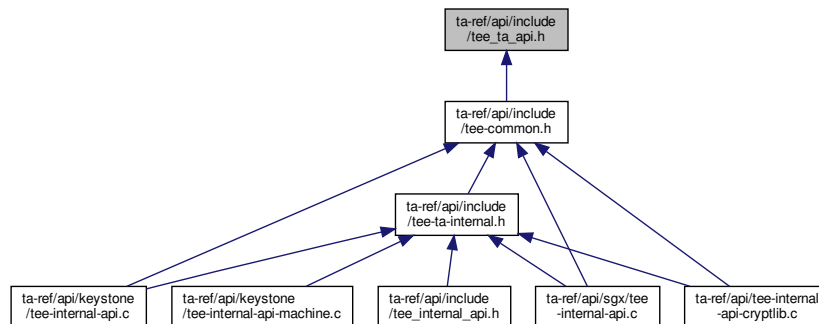 ta-ref/api/include
/tee_ta_api.h
ta-ref/api/include
/tee-common.h
ta-ref/api/include
/tee-ta-internal.h
ta-ref/api/keystone
/tee-internal-api.c
ta-ref/api/keystone
/tee-internal-api-machine.c
ta-ref/api/include
/tee_internal_api.h
ta-ref/api/sgx/tee
-internal-api.c
ta-ref/api/tee-internal
-api-cryptlib.c